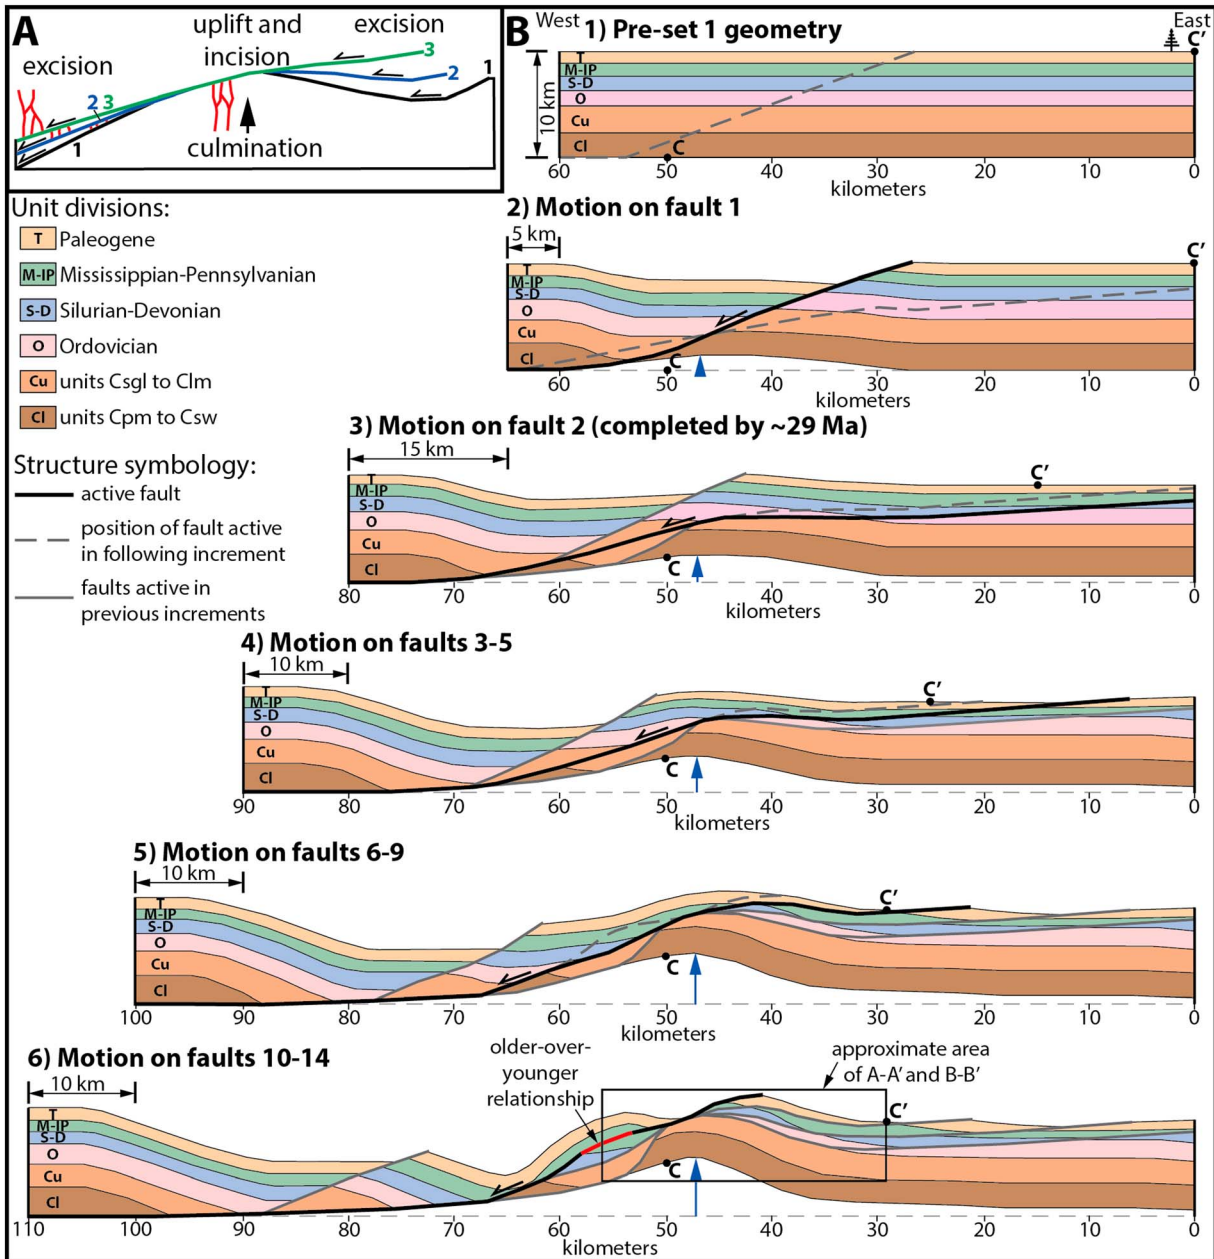 A
uplift and
incision
excision
excision
3
2
1
2 3
1
culmination
Unit divisions:
T Paleogene
M-IP Mississippian-Pennsylvanian
S-D Silurian-Devonian
O Ordovician
Cu units Csgl to Clm
Cl units Cpm to Csw
Structure symbology:
active fault
position of fault active
in following increment
faults active in
previous increments
B
West
1) Pre-set 1 geometry
East
C'
10 km
T
M-IP
S-D
O
Cu
Cl
C
60 50 40 30 20 10 0
kilometers
2) Motion on fault 1
5 km
C'
T
M-IP
S-D
O
Cu
Cl
C
60 50 40 30 20 10 0
kilometers
3) Motion on fault 2 (completed by ~29 Ma)
15 km
C'
T
M-IP
S-D
O
Cu
Cl
C
80 70 60 50 40 30 20 10 0
kilometers
4) Motion on faults 3-5
10 km
C'
T
M-IP
S-D
O
Cu
Cl
C
90 80 70 60 50 40 30 20 10 0
kilometers
5) Motion on faults 6-9
10 km
C'
T
M-IP
S-D
O
Cu
Cl
C
100 90 80 70 60 50 40 30 20 10 0
kilometers
6) Motion on faults 10-14
10 km
older-over-
younger
relationship
approximate area
of A-A' and B-B'
C'
T
M-IP
S-D
O
Cu
Cl
C
110 100 90 80 70 60 50 40 30 20 10 0
kilometers